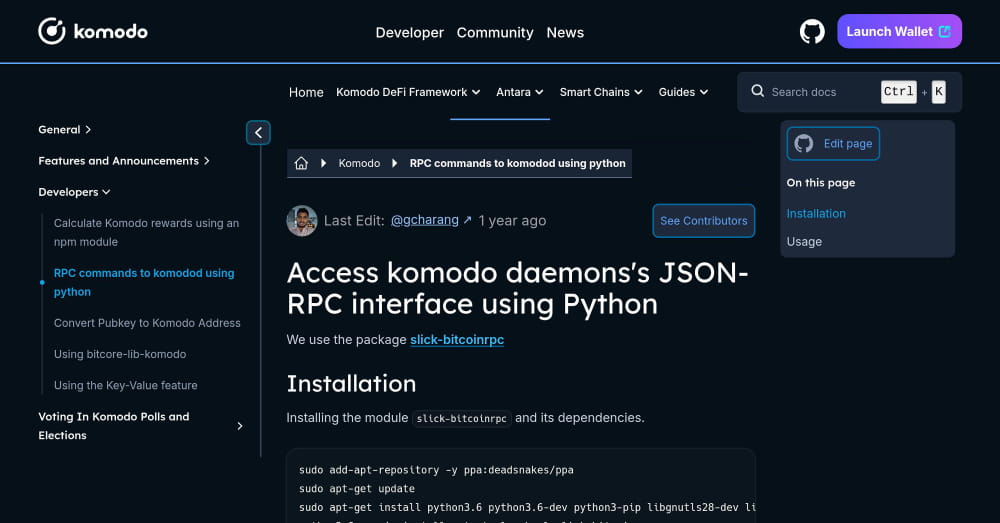 komodo
Developer Community News
Launch Wallet
Home Komodo DeFi Framework Antara Smart Chains Guides
Search docs Ctrl + K
General
Features and Announcements
Developers
Calculate Komodo rewards using an
npm module
RPC commands to komodod using
python
Convert Pubkey to Komodo Address
Using bitcore-lib-komodo
Using the Key-Value feature
Voting In Komodo Polls and
Elections
Komodo RPC commands to komodod using python
Last Edit: @gcharang ↗ 1 year ago
See Contributors
Access komodo daemons's JSON-
RPC interface using Python
We use the package slick-bitcoinrpc
Installation
Installing the module slick-bitcoinrpc and its dependencies.
sudo add-apt-repository -y ppa:deadsnakes/ppa
sudo apt-get update
sudo apt-get install python3.6 python3.6-dev python3-pip libgnutls28-dev li
Edit page
On this page
Installation
Usage